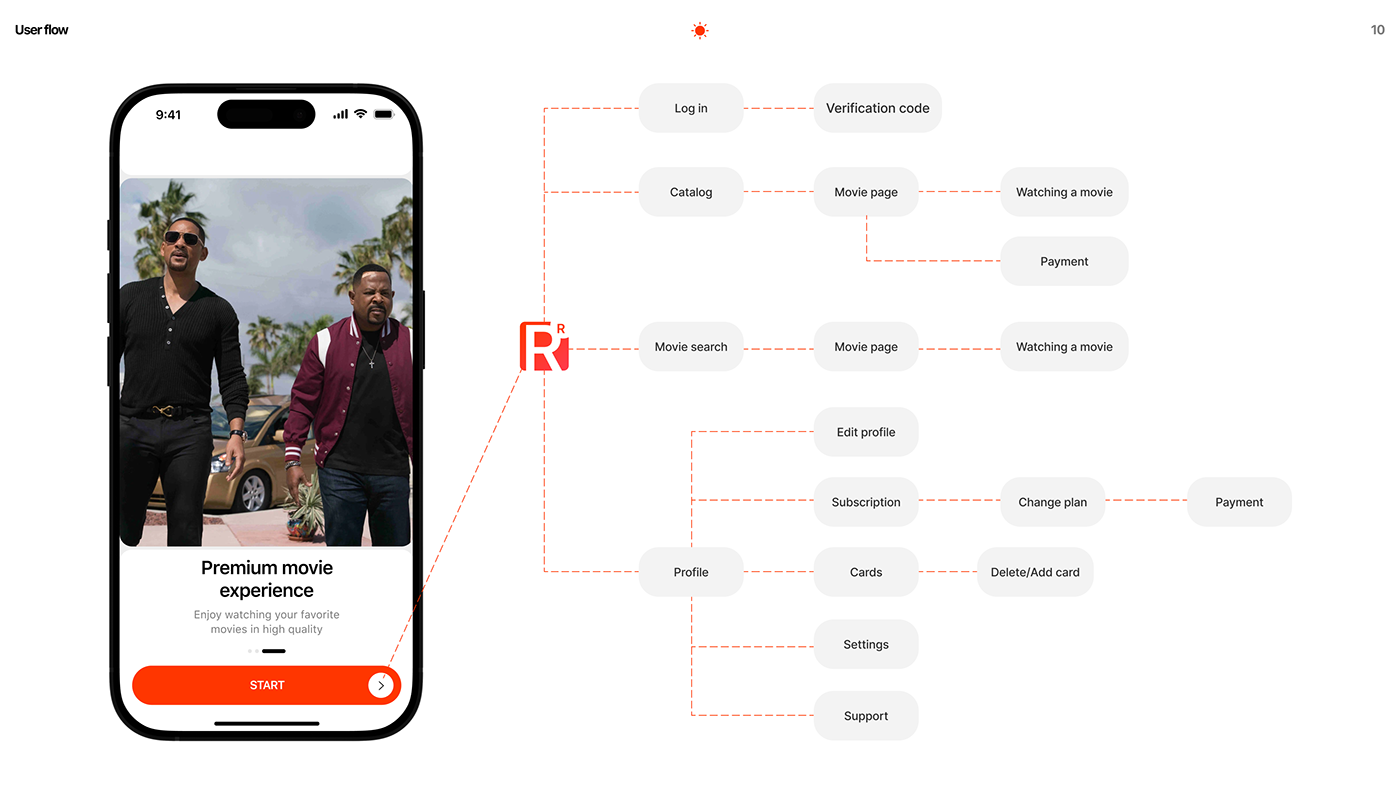 User flow
10
9:41
Premium movie
experience
Enjoy watching your favorite
movies in high quality
START
R
R
Log in
Verification code
Catalog
Movie page
Watching a movie
Payment
Movie search
Movie page
Watching a movie
Edit profile
Subscription
Change plan
Payment
Profile
Cards
Delete/Add card
Settings
Support